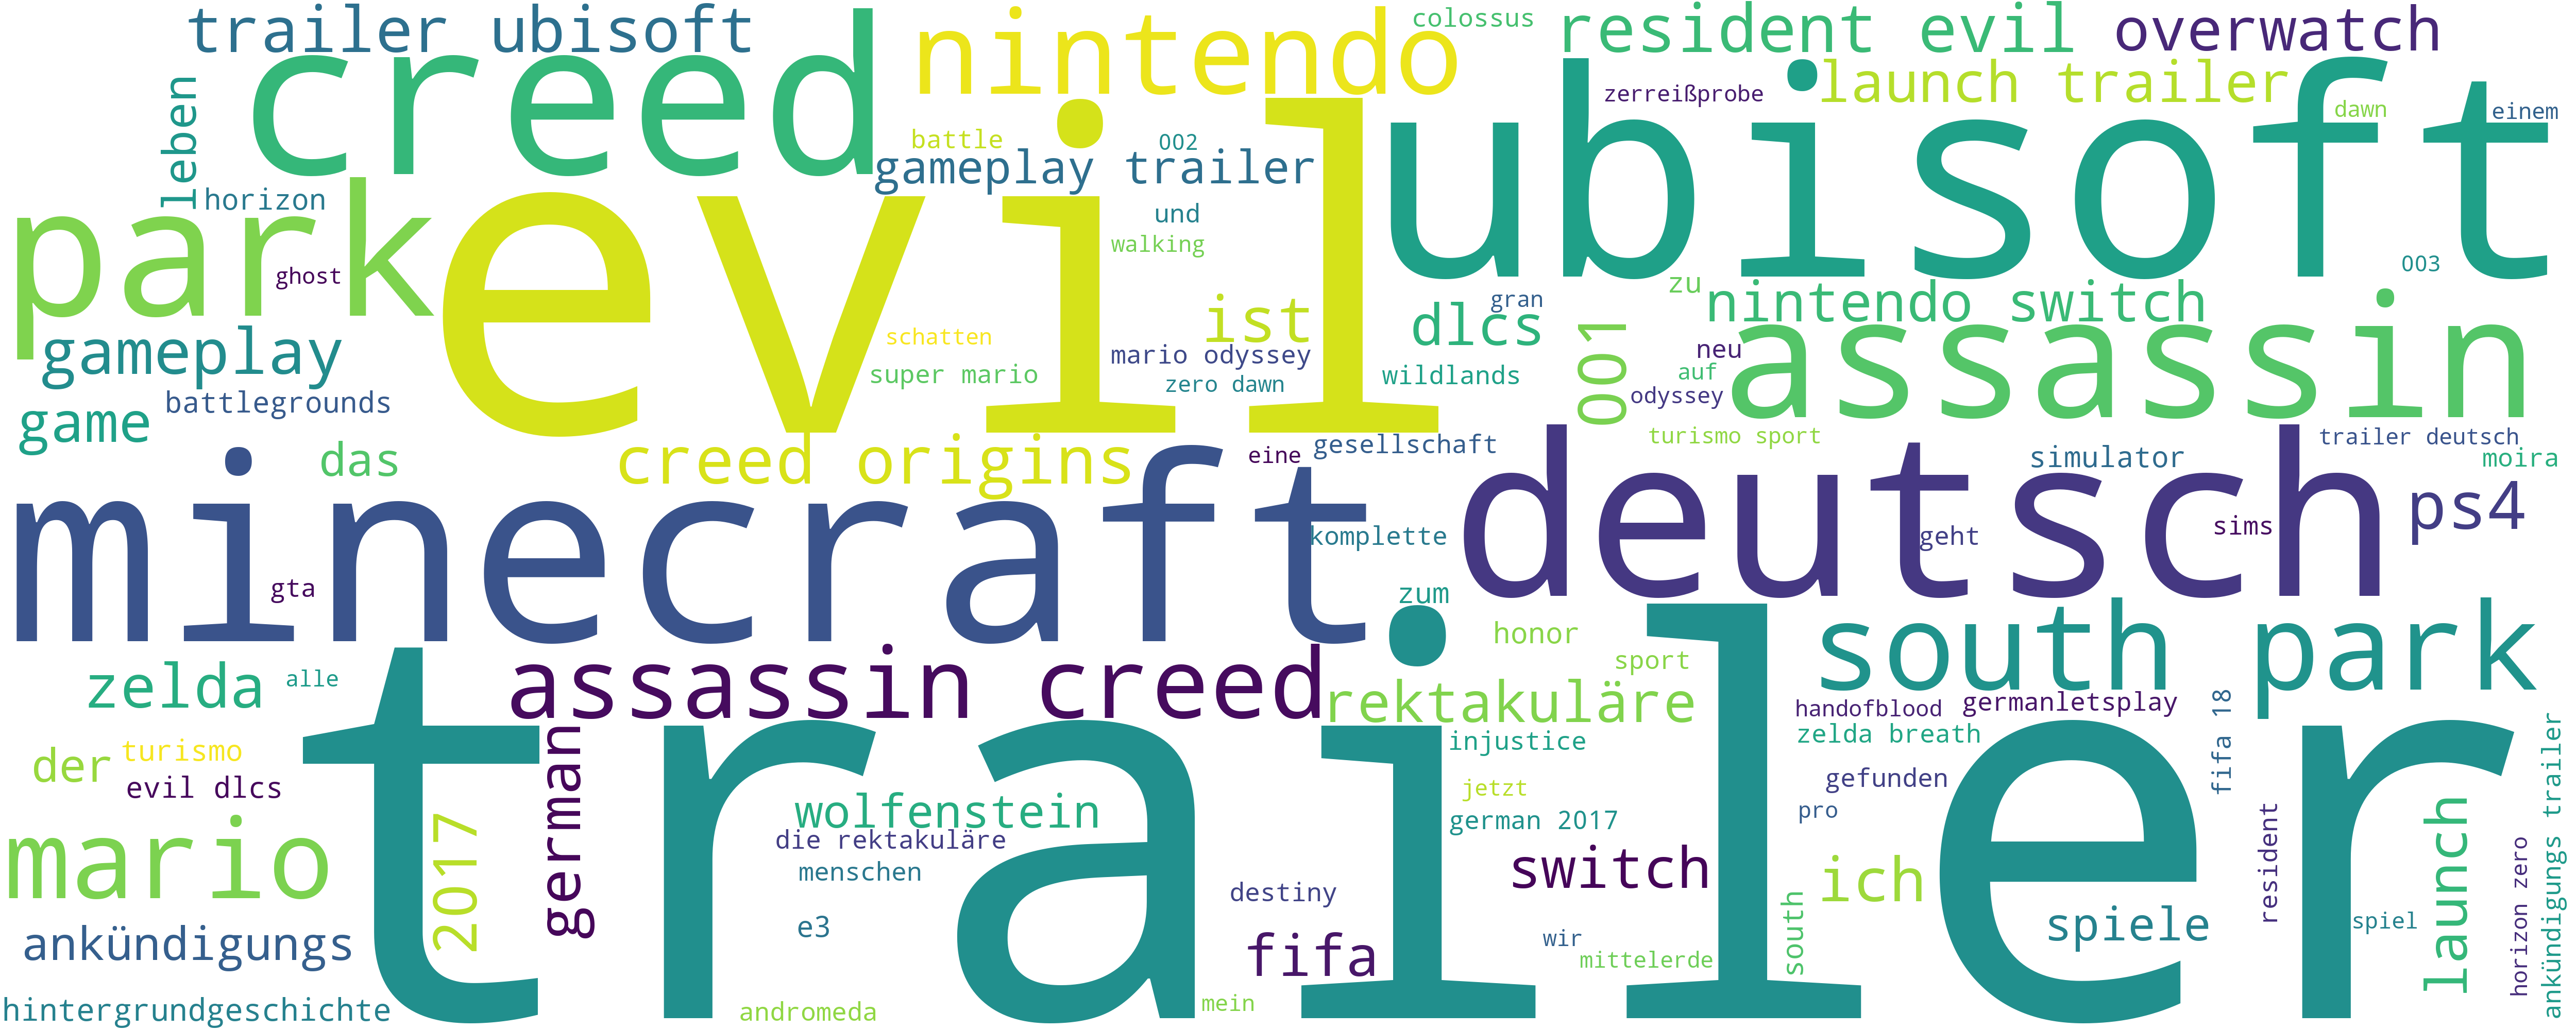 trailer ubisoft
creed
nintendo
colossus
resident evil
overwatch
launch trailer
zerreißprobe
dawn
einem
leben
horizon
battle
002
gameplay trailer
ubisoft
park
evil
und
walking
ghost
003
zu
nintendo switch
gran
dlcs
001
assassin
ist
schatten
mario odyssey
super mario
zero dawn
wildlands
neu
auf
odyssey
gameplay
battlegrounds
game
das
creed origins
eine
gesellschaft
turismo sport
simulator
trailer deutsch
moira
minecraft
deutsch
ps4
komplette
geht
sims
gta
zum
honor
south park
zelda
alle
assassin creed
rektakuläre
sport
handofblood
germanletsplay
fifa 18
zelda breath
injustice
der
turismo
evil dlcs
german
trailer
jetzt
gefunden
pro
german 2017
mario
2017
wolfenstein
die rektakuläre
menschen
switch
ich
destiny
e3
spiele
resident
spiel
launch
horizon zero
ankündigungs trailer
ankündigungs
fifa
wir
mittelerde
south
hintergrundgeschichte
andromeda
mein